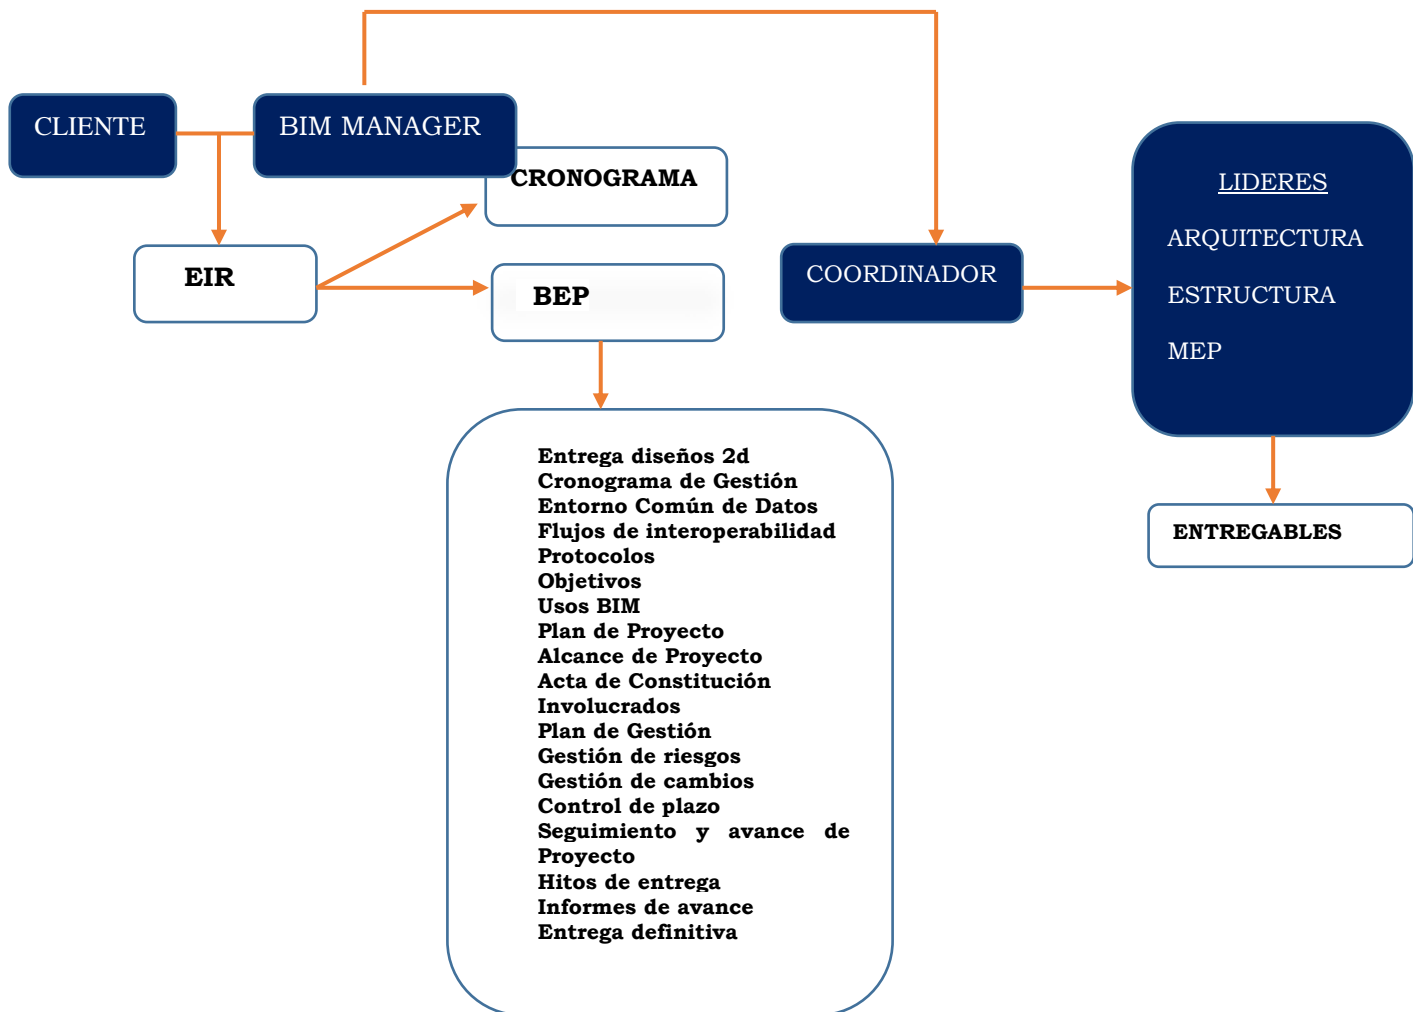 CLIENTE
BIM MANAGER
CRONOGRAMA
EIR
BEP
COORDINADOR
LIDERES
ARQUITECTURA
ESTRUCTURA
MEP
ENTREGABLES
Entrega diseños 2d
Cronograma de Gestión
Entorno Común de Datos
Flujos de interoperabilidad
Protocolos
Objetivos
Usos BIM
Plan de Proyecto
Alcance de Proyecto
Acta de Constitución
Involucrados
Plan de Gestión
Gestión de riesgos
Gestión de cambios
Control de plazo
Seguimiento y avance de
Proyecto
Hitos de entrega
Informes de avance
Entrega definitiva